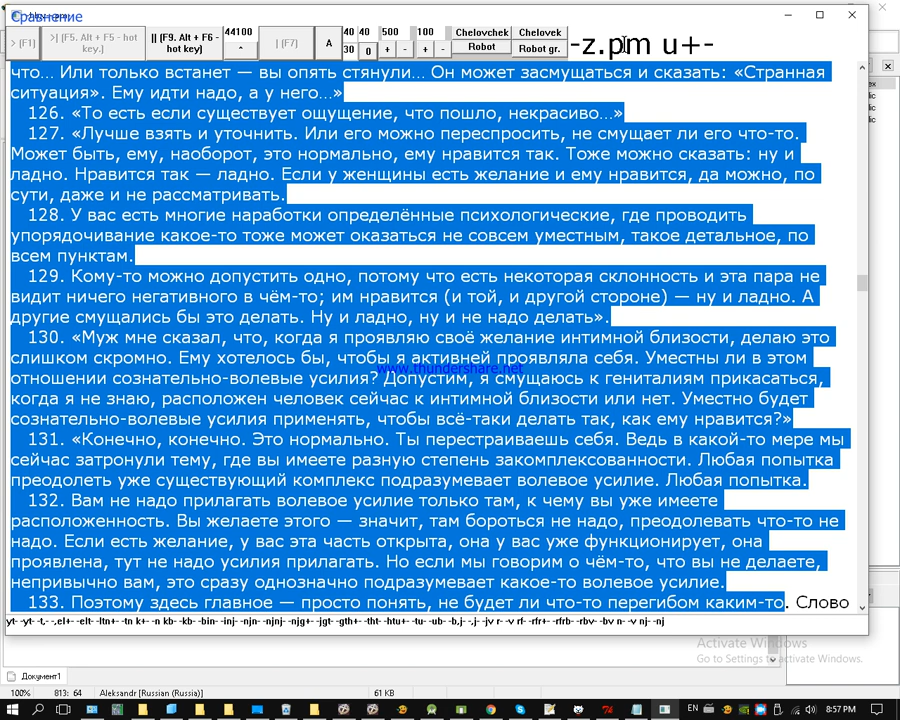 Сравнение
> [F1]
>| (F5. Alt + F5 - hot key.)
|| (F9. Alt + F6 - hot key)
44100
^
|| (F7)
A
40 40 500 100
30 0 + - + -
Chelovchek Chelovek
Robot Robot gr.
-z.pm u+-
что... Или только встанет — вы опять стянули... Он может засмущаться и сказать: «Странная
ситуация». Ему идти надо, а у него...»
126. «То есть если существует ощущение, что пошло, некрасиво...»
127. «Лучше взять и уточнить. Или его можно переспросить, не смущает ли его что-то.
Может быть, ему, наоборот, это нормально, ему нравится так. Тоже можно сказать: ну и
ладно. Нравится так — ладно. Если у женщины есть желание и ему нравится, да можно, по
сути, даже и не рассматривать.
128. У вас есть многие наработки определённые психологические, где проводить
упорядочивание какое-то тоже может оказаться не совсем уместным, такое детальное, по
всем пунктам.
129. Кому-то можно допустить одно, потому что есть некоторая склонность и эта пара не
видит ничего негативного в чём-то; им нравится (и той, и другой стороне) — ну и ладно. А
другие смущались бы это делать. Ну и ладно, ну и не надо делать».
130. «Муж мне сказал, что, когда я проявляю своё желание интимной близости, делаю это
слишком скромно. Ему хотелось бы, чтобы я активней проявляла себя. Уместны ли в этом
www.thundershare.net
отношении сознательно-волевые усилия? Допустим, я смущаюсь к гениталиям прикасаться,
когда я не знаю, расположен человек сейчас к интимной близости или нет. Уместно будет
сознательно-волевые усилия применять, чтобы всё-таки делать так, как ему нравится?»
131. «Конечно, конечно. Это нормально. Ты перестраиваешь себя. Ведь в какой-то мере мы
сейчас затронули тему, где вы имеете разную степень закомплексованности. Любая попытка
преодолеть уже существующий комплекс подразумевает волевое усилие. Любая попытка.
132. Вам не надо прилагать волевое усилие только там, к чему вы уже имеете
расположенность. Вы желаете этого — значит, там бороться не надо, преодолевать что-то не
надо. Если есть желание, у вас эта часть открыта, она у вас уже функционирует, она
проявлена, тут не надо усилия прилагать. Но если мы говорим о чём-то, что вы не делаете,
непривычно вам, это сразу однозначно подразумевает какое-то волевое усилие.
133. Поэтому здесь главное — просто понять, не будет ли что-то перегибом каким-то. Слово
Activate Windows
Go to Settings to activate Windows.
Документ1
100% 813: 64 Aleksandr [Russian (Russia)] 61 KB
EN 8:57 PM